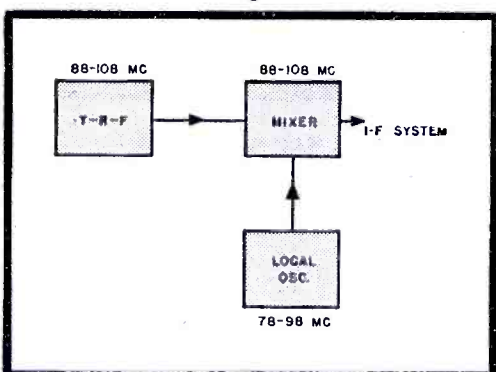 88-108 MC
88-108 MC
T-R-F
MIXER
I-F SYSTEM
LOCAL
OSC.
78-98 MC